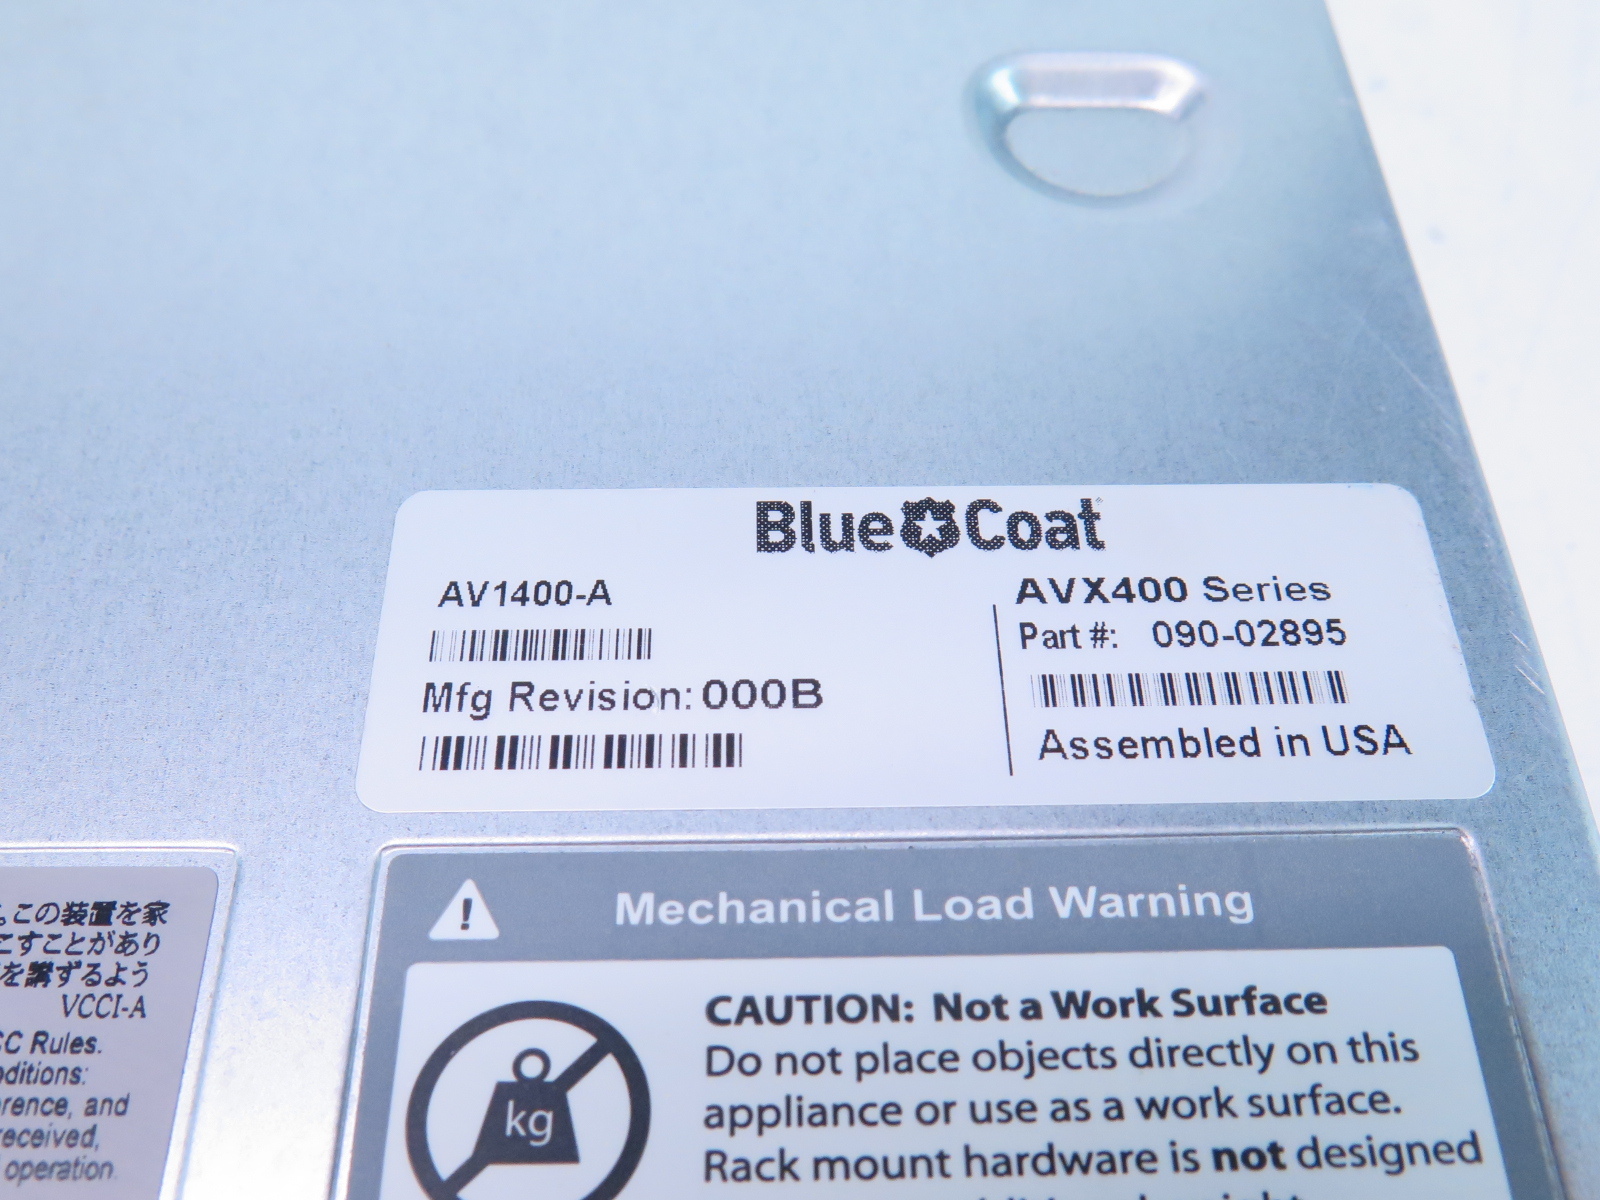 Blue Coat
AV1400-A
Mfg Revision: 000B
AVX400 Series
Part #: 090-02895
Assembled in USA
この装置を家
こすことがあり
を講ずるよう
VCCI-A
Rules.
and
received,
operation.
Mechanical Load Warning
kg
CAUTION: Not a Work Surface
Do not place objects directly on this
appliance or use as a work surface.
Rack mount hardware is not designed